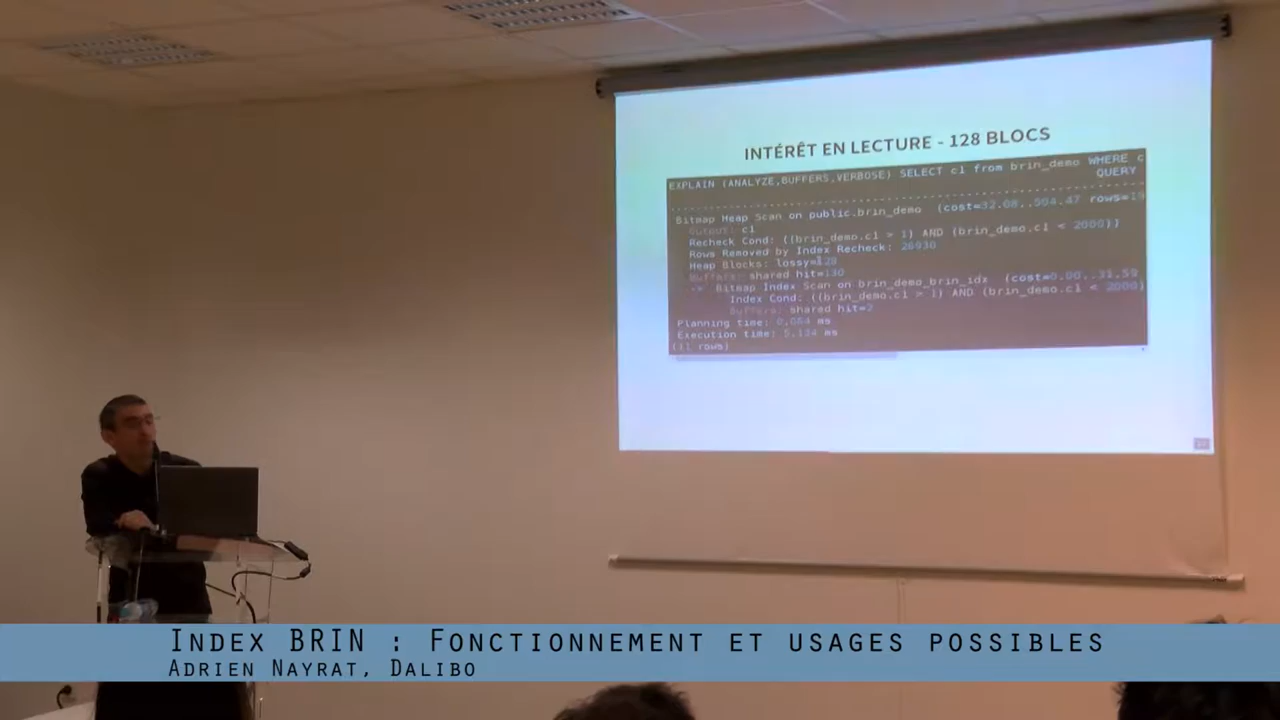 INTÉRÊT EN LECTURE - 128 BLOCS
EXPLAIN (ANALYZE,BUFFERS,VERBOSE) SELECT c1 from brin_demo WHERE c
QUERY
Bitmap Heap Scan on public.brin_demo (cost=32.08..504.47 rows=19
Output: c1
Recheck Cond: ((brin_demo.c1 > 1) AND (brin_demo.c1 < 2000))
Rows Removed by Index Recheck: 26930
Heap Blocks: lossy=128
Buffers: shared hit=130
-> Bitmap Index Scan on brin_demo_brin_idx (cost=0.00..31.59
Index Cond: ((brin_demo.c1 > 1) AND (brin_demo.c1 < 2000)
Buffers: shared hit=2
Planning time: ms
Execution time: ms
(11 rows)
INDEX BRIN : FONCTIONNEMENT ET USAGES POSSIBLES
ADRIEN NAYRAT, DALIBO